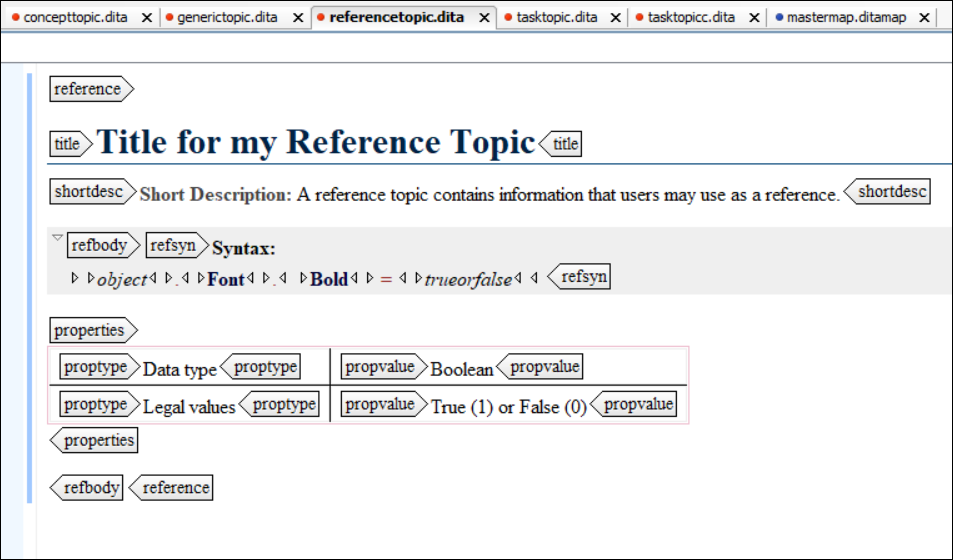 concepttopic.dita generictopic.dita referencetopic.dita tasktopic.dita tasktopicc.dita mastermap.ditamap
reference
title Title for my Reference Topic title
shortdesc Short Description: A reference topic contains information that users may use as a reference. shortdesc
refbody refsyn Syntax:
object . Font . Bold = trueorfalse refsyn
properties
proptype Data type proptype propvalue Boolean propvalue
proptype Legal values proptype propvalue True (1) or False (0) propvalue
properties
refbody reference